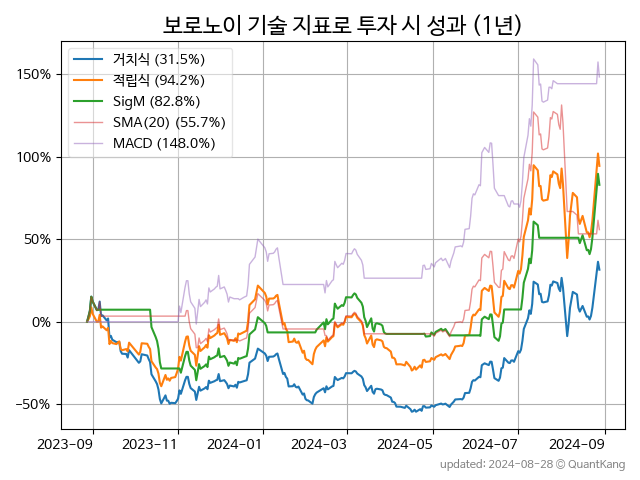 보로노이 기술 지표로 투자 시 성과 (1년)
거치식 (31.5%)
적립식 (94.2%)
SigM (82.8%)
SMA(20) (55.7%)
MACD (148.0%)
150%
100%
50%
0%
−50%
2023-09 2023-11 2024-01 2024-03 2024-05 2024-07 2024-09
updated: 2024-08-28 © QuantKang